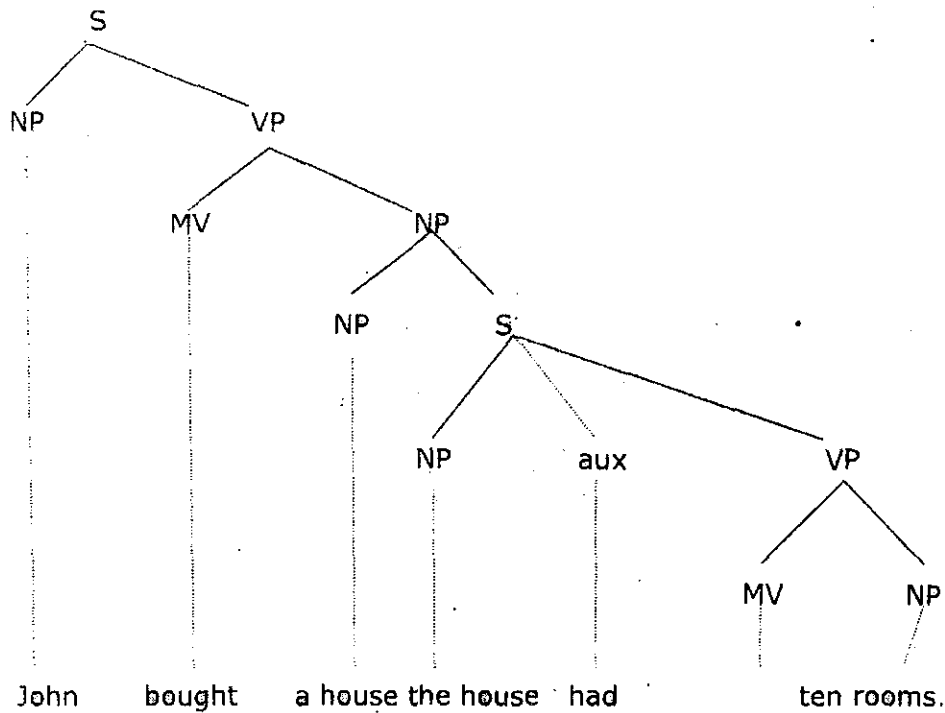 S
NP VP
MV NP
NP S
NP aux VP
MV NP
John bought a house the house had ten rooms.